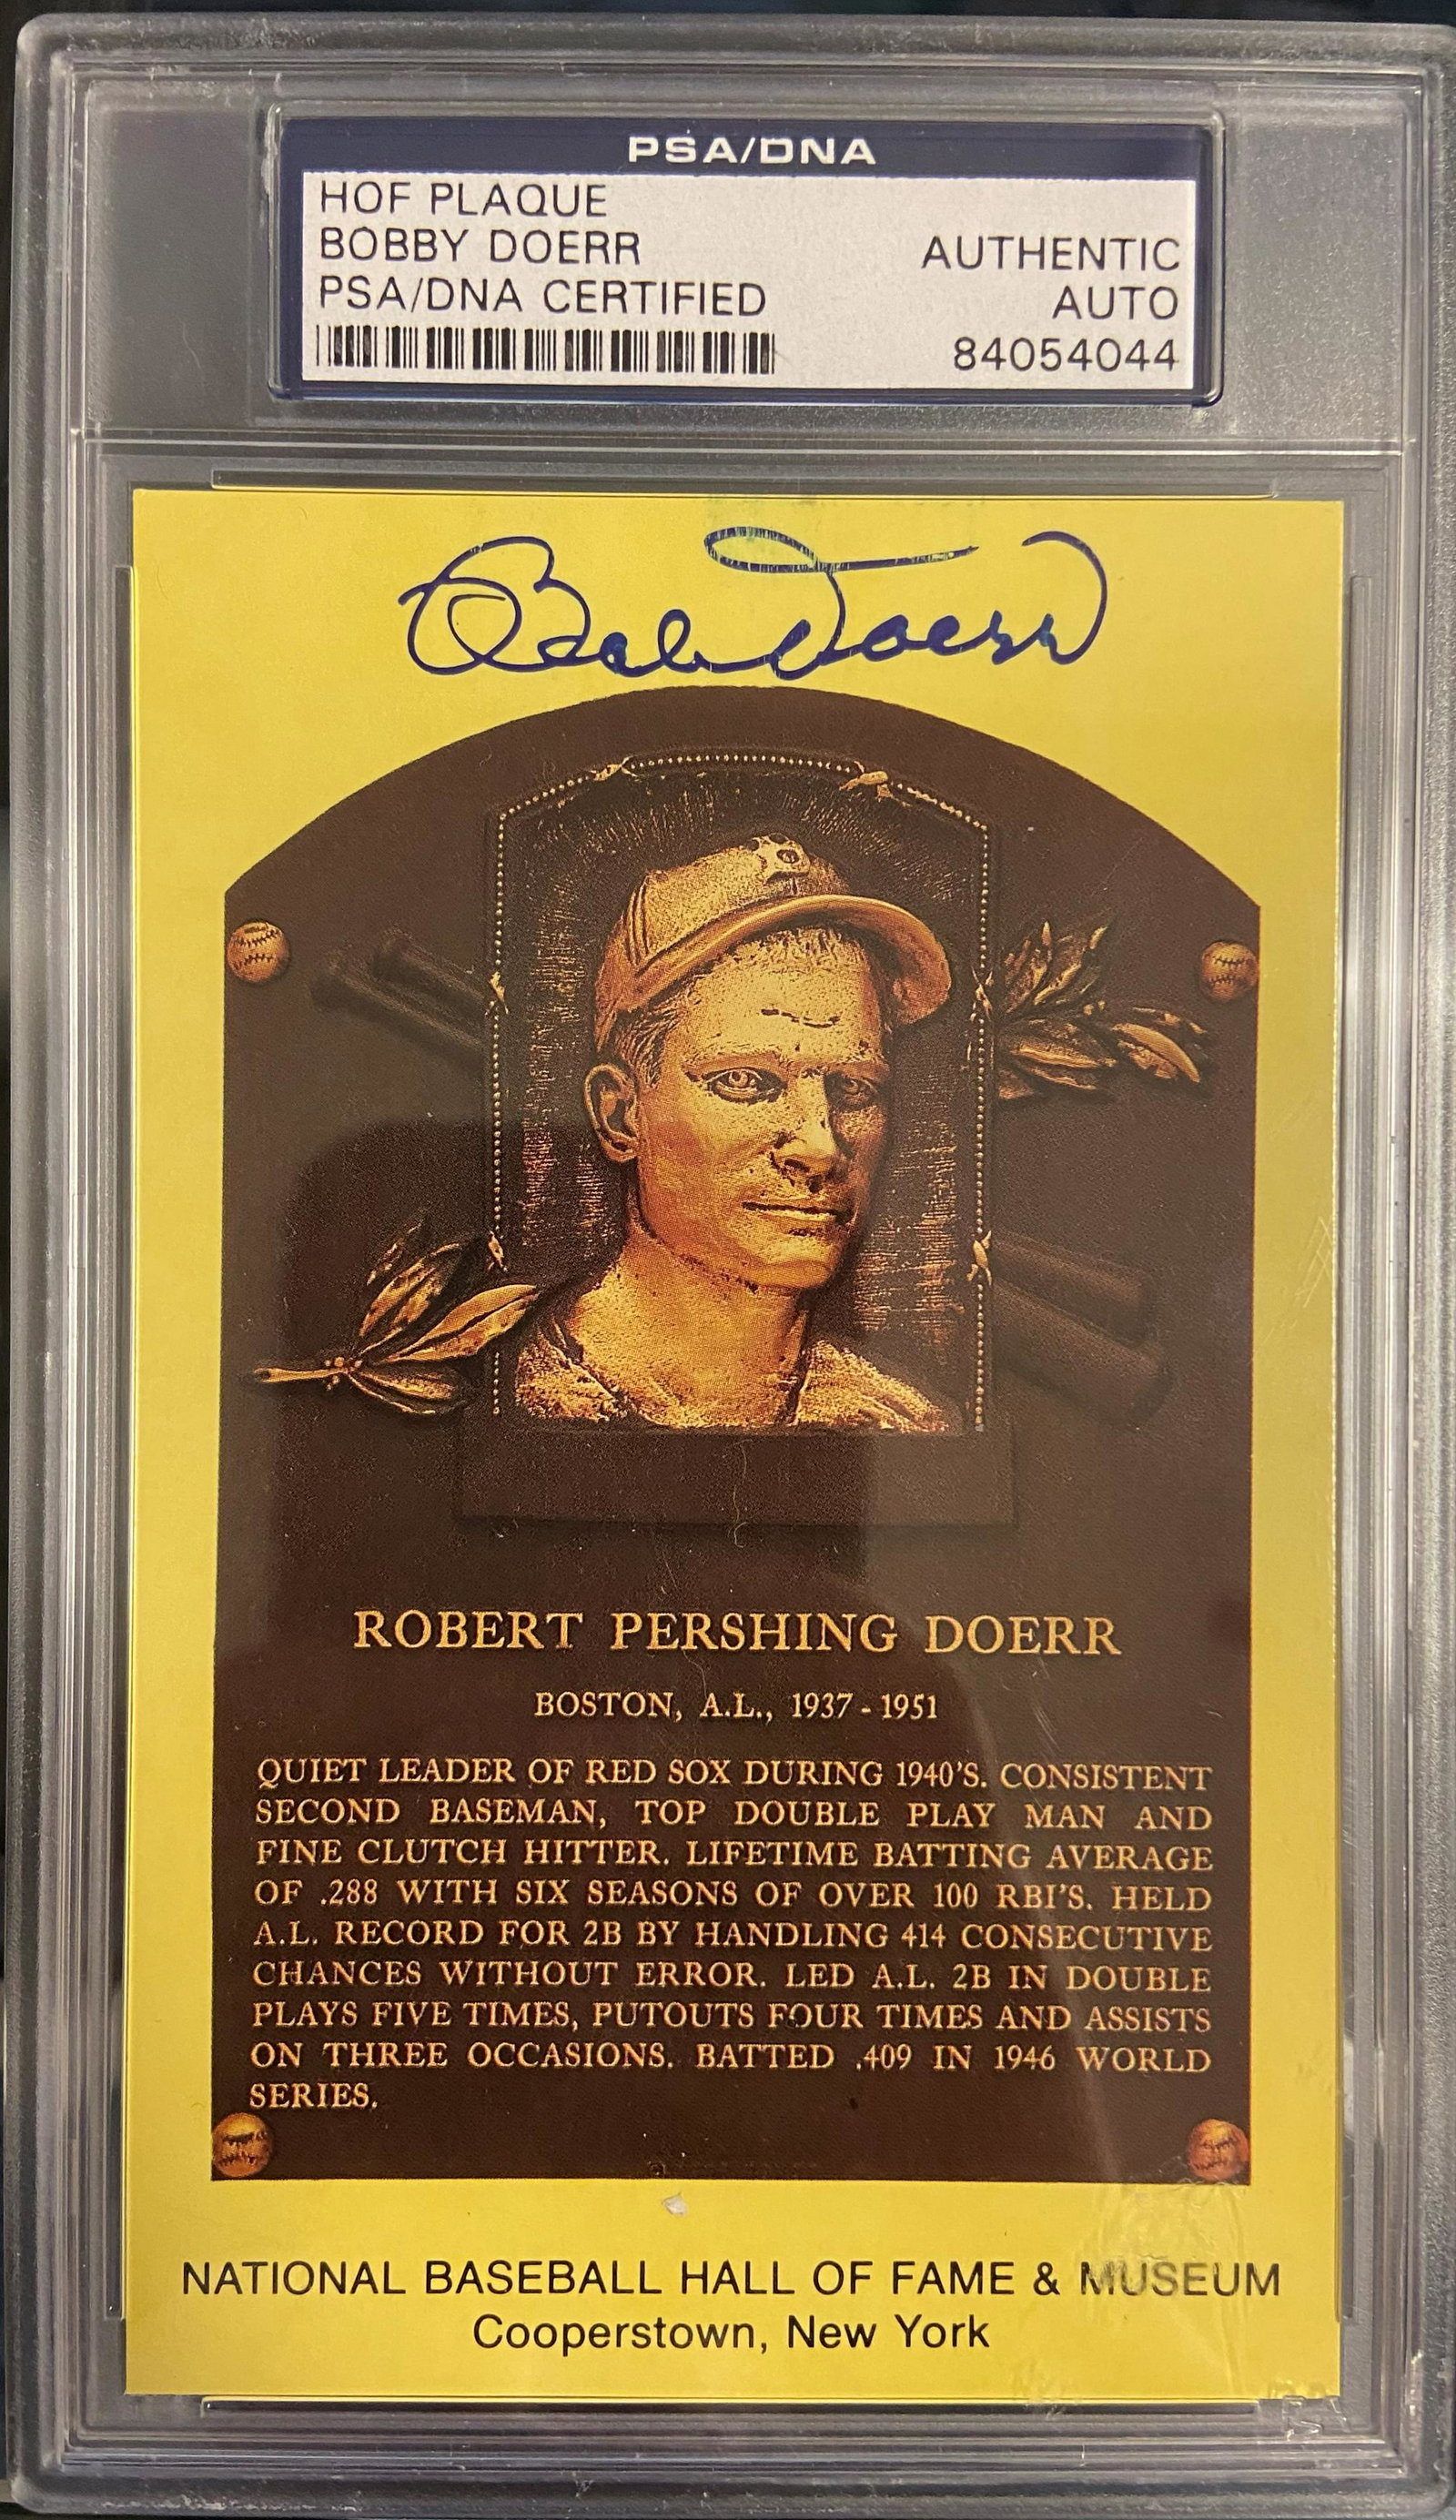 PSA/DNA
HOF PLAQUE
BOBBY DOERR
PSA/DNA CERTIFIED
AUTHENTIC
AUTO
84054044
Bob Doerr
B
ROBERT PERSHING DOERR
BOSTON, A.L., 1937 - 1951
QUIET LEADER OF RED SOX DURING 1940'S. CONSISTENT
SECOND BASEMAN, TOP DOUBLE PLAY MAN AND
FINE CLUTCH HITTER. LIFETIME BATTING AVERAGE
OF .288 WITH SIX SEASONS OF OVER 100 RBI'S. HELD
A.L. RECORD FOR 2B BY HANDLING 414 CONSECUTIVE
CHANCES WITHOUT ERROR. LED A.L. 2B IN DOUBLE
PLAYS FIVE TIMES, PUTOUTS FOUR TIMES AND ASSISTS
ON THREE OCCASIONS. BATTED .409 IN 1946 WORLD
SERIES.
NATIONAL BASEBALL HALL OF FAME & MUSEUM
Cooperstown, New York